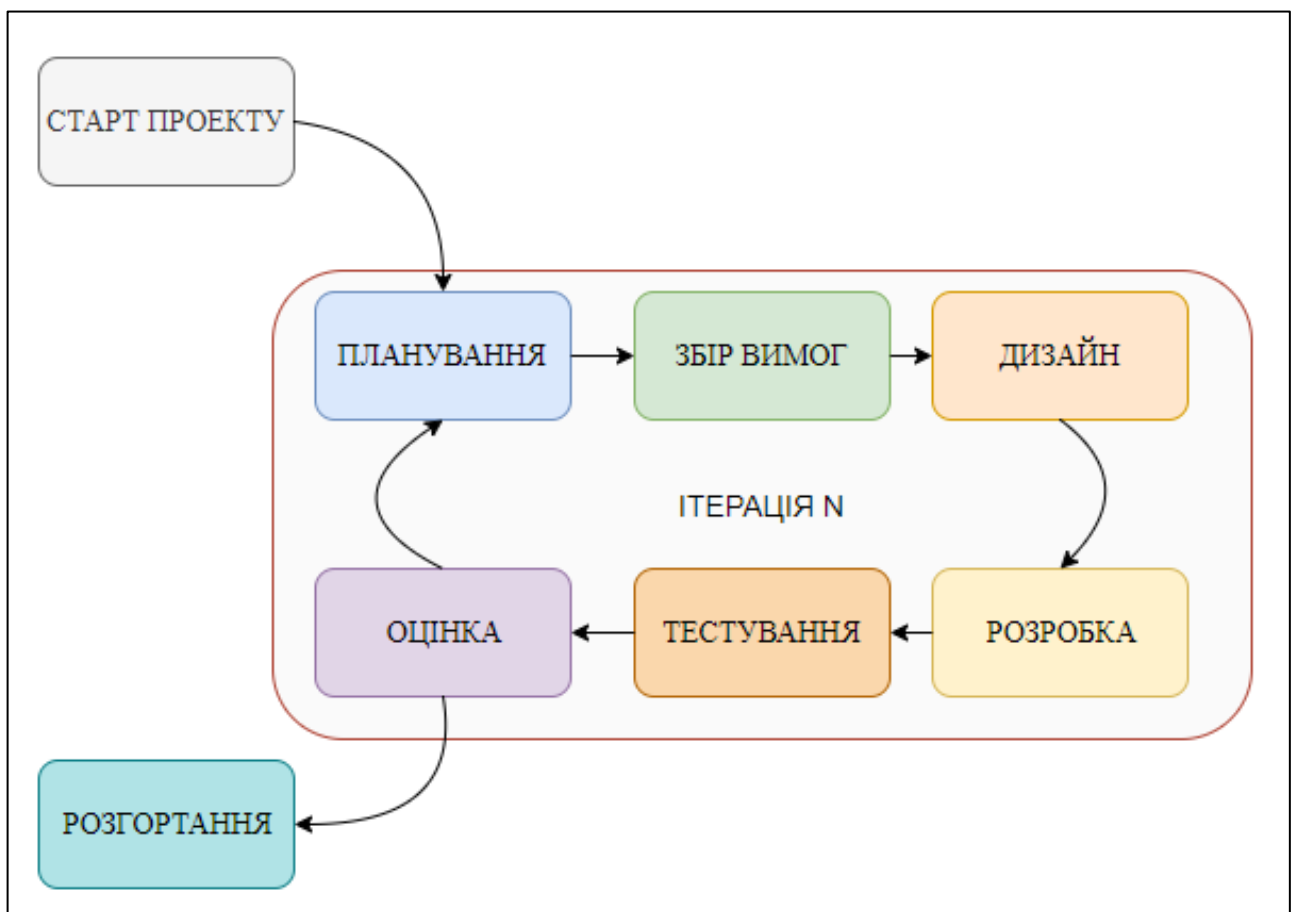 СТАРТ ПРОЕКТУ
ПЛАНУВАННЯ
ЗБІР ВИМОГ
ДИЗАЙН
ІТЕРАЦІЯ N
ОЦІНКА
ТЕСТУВАННЯ
РОЗРОБКА
РОЗГОРТАННЯ